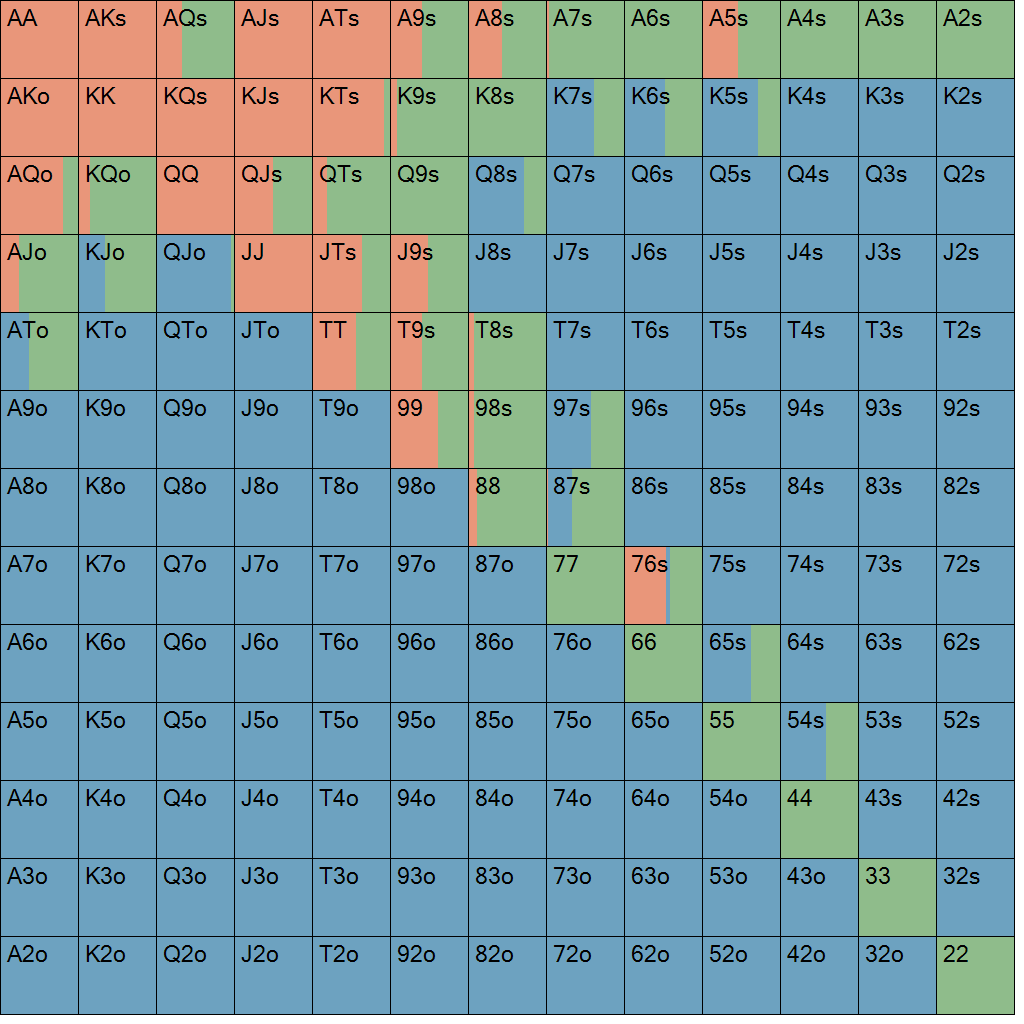 AA AKs AQs AJs ATs A9s A8s A7s A6s A5s A4s A3s A2s
AKo KK KQs KJs KTs K9s K8s K7s K6s K5s K4s K3s K2s
AQo KQo QQ QJs QTs Q9s Q8s Q7s Q6s Q5s Q4s Q3s Q2s
AJo KJo QJo JJ JTs J9s J8s J7s J6s J5s J4s J3s J2s
ATo KTo QTo JTo TT T9s T8s T7s T6s T5s T4s T3s T2s
A9o K9o Q9o J9o T9o 99 98s 97s 96s 95s 94s 93s 92s
A8o K8o Q8o J8o T8o 98o 88 87s 86s 85s 84s 83s 82s
A7o K7o Q7o J7o T7o 97o 87o 77 76s 75s 74s 73s 72s
A6o K6o Q6o J6o T6o 96o 86o 76o 66 65s 64s 63s 62s
A5o K5o Q5o J5o T5o 95o 85o 75o 65o 55 54s 53s 52s
A4o K4o Q4o J4o T4o 94o 84o 74o 64o 54o 44 43s 42s
A3o K3o Q3o J3o T3o 93o 83o 73o 63o 53o 43o 33 32s
A2o K2o Q2o J2o T2o 92o 82o 72o 62o 52o 42o 32o 22